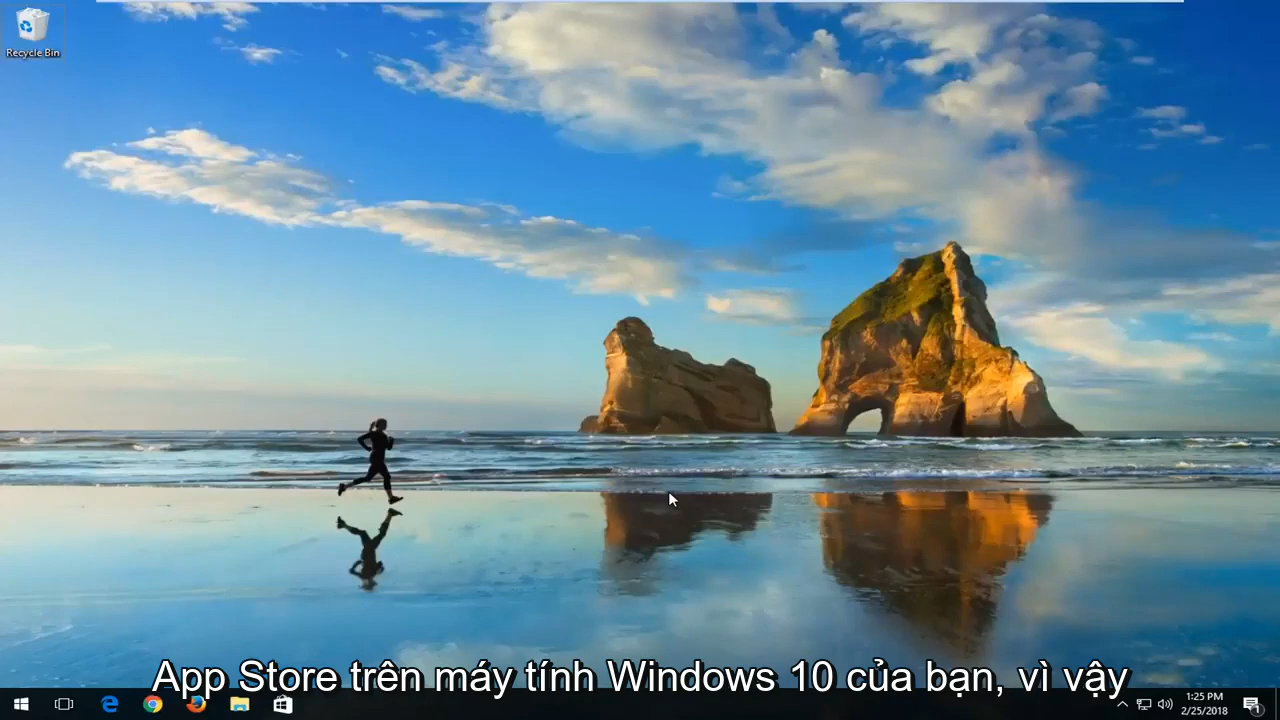 Recycle Bin
App Store trên máy tính Windows 10 của bạn, vì vậy
1:25 PM
2/25/2018
1